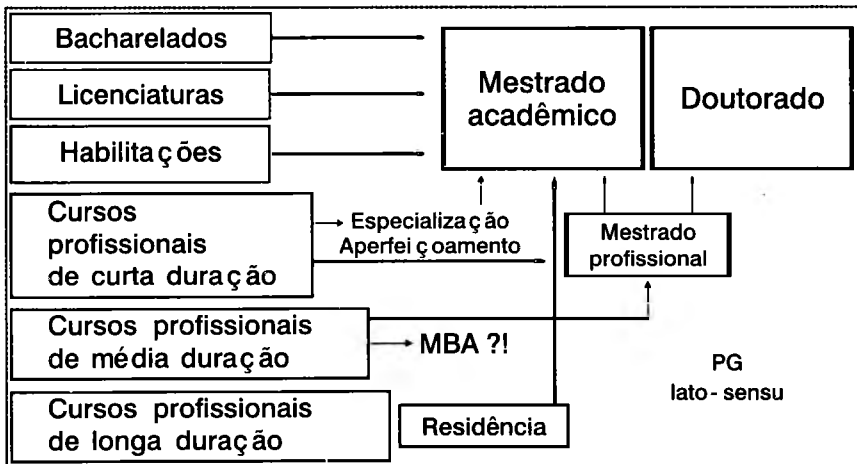 Bacharelados
Licenciaturas
Habilitações
Cursos
profissionais
de curta duração
Cursos profissionais
de média duração
Cursos profissionais
de longa duração
Especialização
Aperfeiçoamento
MBA ?!
Residência
Mestrado
acadêmico
Doutorado
Mestrado
profissional
PG
lato-sensu